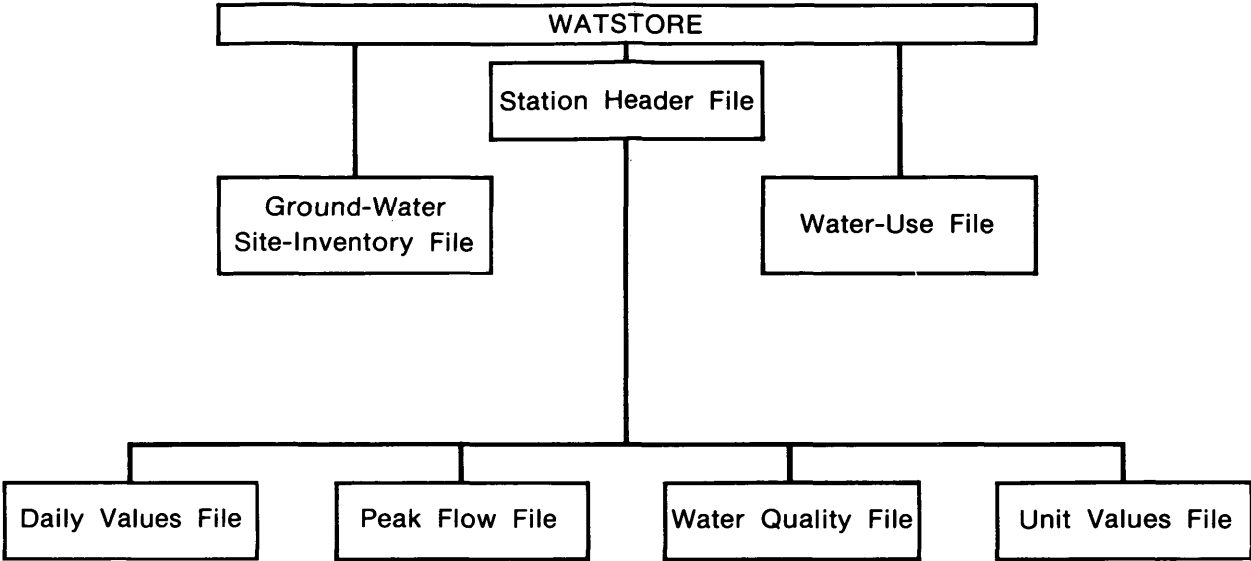 WATSTORE
Station Header File
Ground-Water
Site-Inventory File
Water-Use File
Daily Values File
Peak Flow File
Water Quality File
Unit Values File